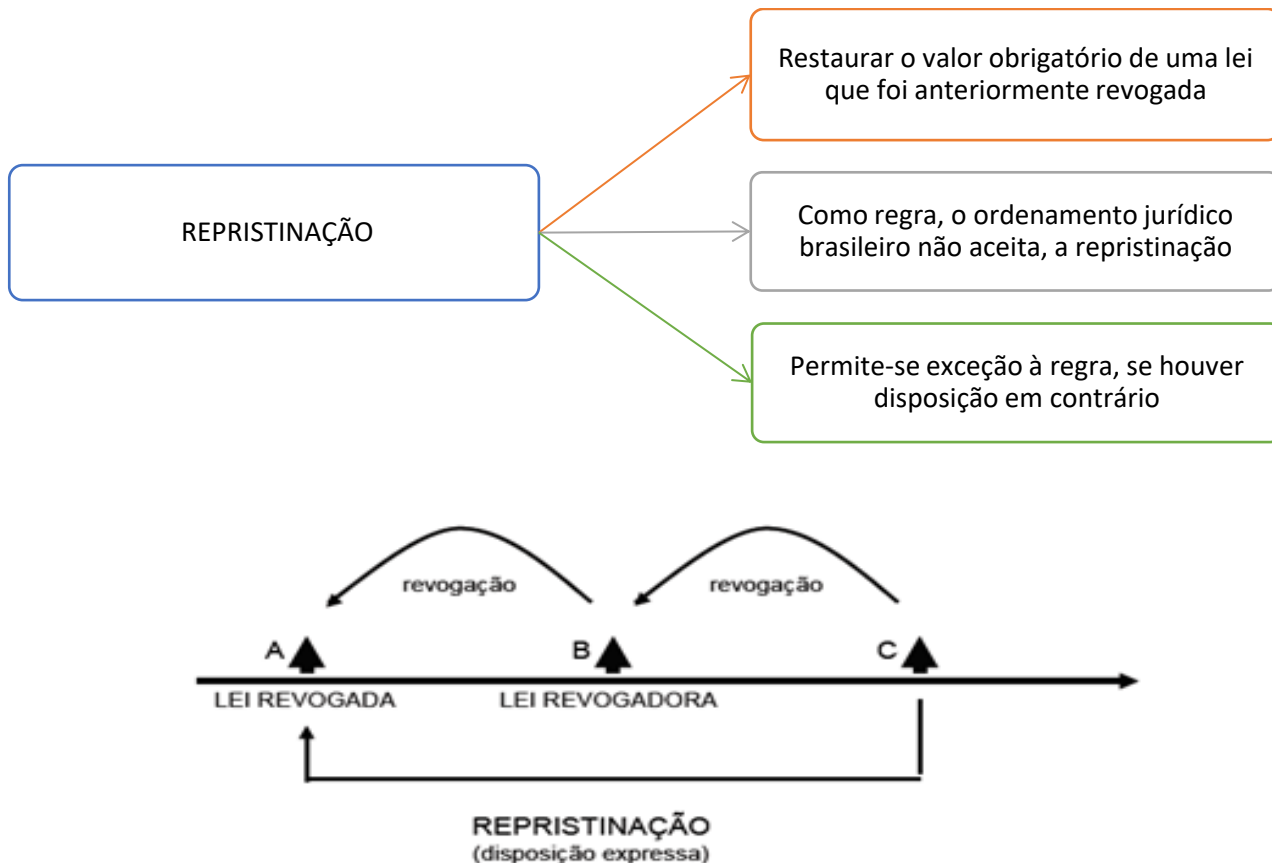 Restaurar o valor obrigatório de uma lei
que foi anteriormente revogada
REPRISTINAÇÃO
Como regra, o ordenamento jurídico
brasileiro não aceita, a repristinação
Permite-se exceção à regra, se houver
disposição em contrário
revogação
revogação
A
B
C
LEI REVOGADA
LEI REVOGADORA
REPRISTINAÇÃO
(disposição expressa)